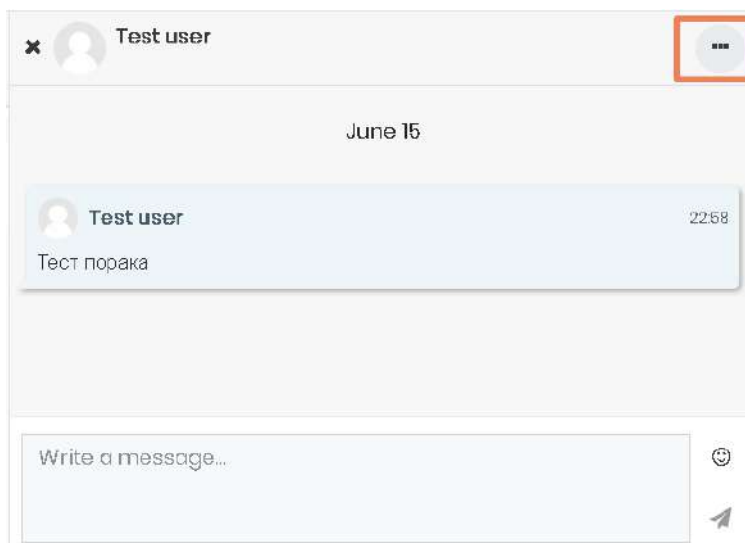 Test user
June 15
Test user
22:58
Тест порака
Write a message...